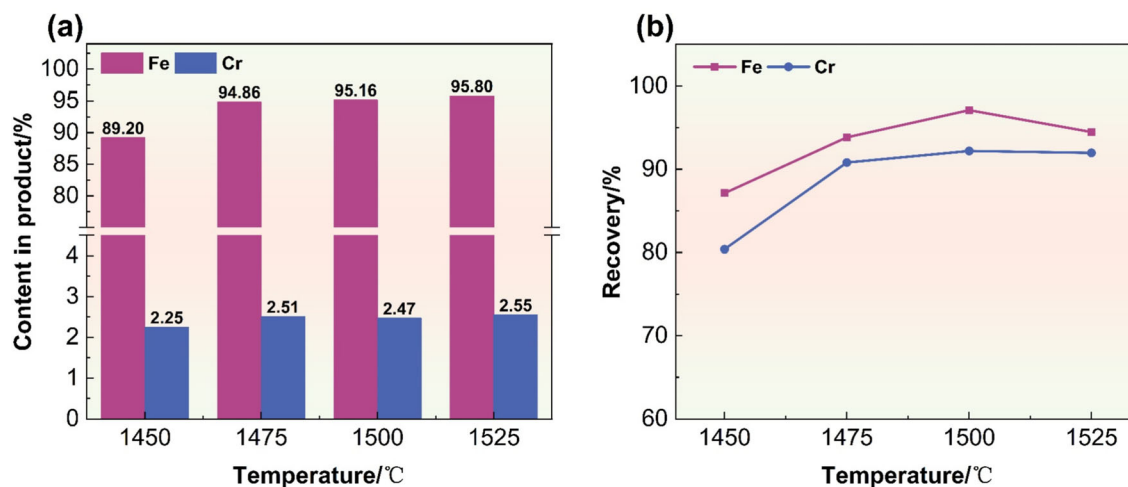 (a)
Fe Cr
100
95
90
85
80
4
3
2
1
0
89.20
94.86
95.16
95.80
2.25
2.51
2.47
2.55
1450 1475 1500 1525
Content in product/%
Temperature/℃
(b)
Fe Cr
100
90
80
70
60
1450 1475 1500 1525
Recovery/%
Temperature/℃